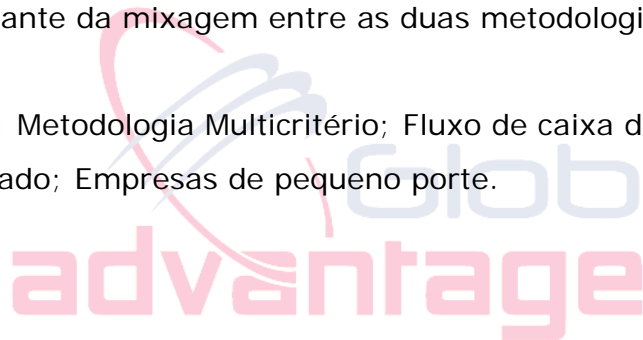 ante da mixagem entre as duas metodologi
Metodologia Multicritério; Fluxo de caixa d
ado; Empresas de pequeno porte.
Glob
advantage